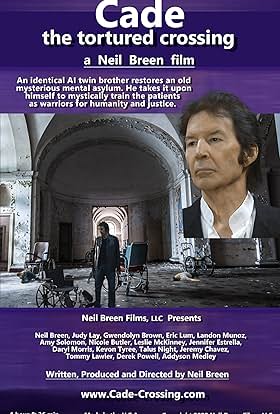 Cade
the tortured crossing
a Neil Breen film
An identical AI twin brother restores an old
mysterious mental asylum. He takes it upon
himself to mystically train the patients
as warriors for humanity and justice.
Neil Breen Films, LLC Presents
Neil Breen, Judy Lay, Gwendolyn Brown, Eric Lum, Landon Munoz,
Amy Solomon, Nicole Butler, Leslie McKinney, Jennifer Estrella,
Daryl Morris, Kevon Tyree, Talus Night, Jeremy Chavez,
Tommy Lawler, Derek Powell, Addyson Medley
Written, Produced and Directed by Neil Breen
www.Cade-Crossing.com